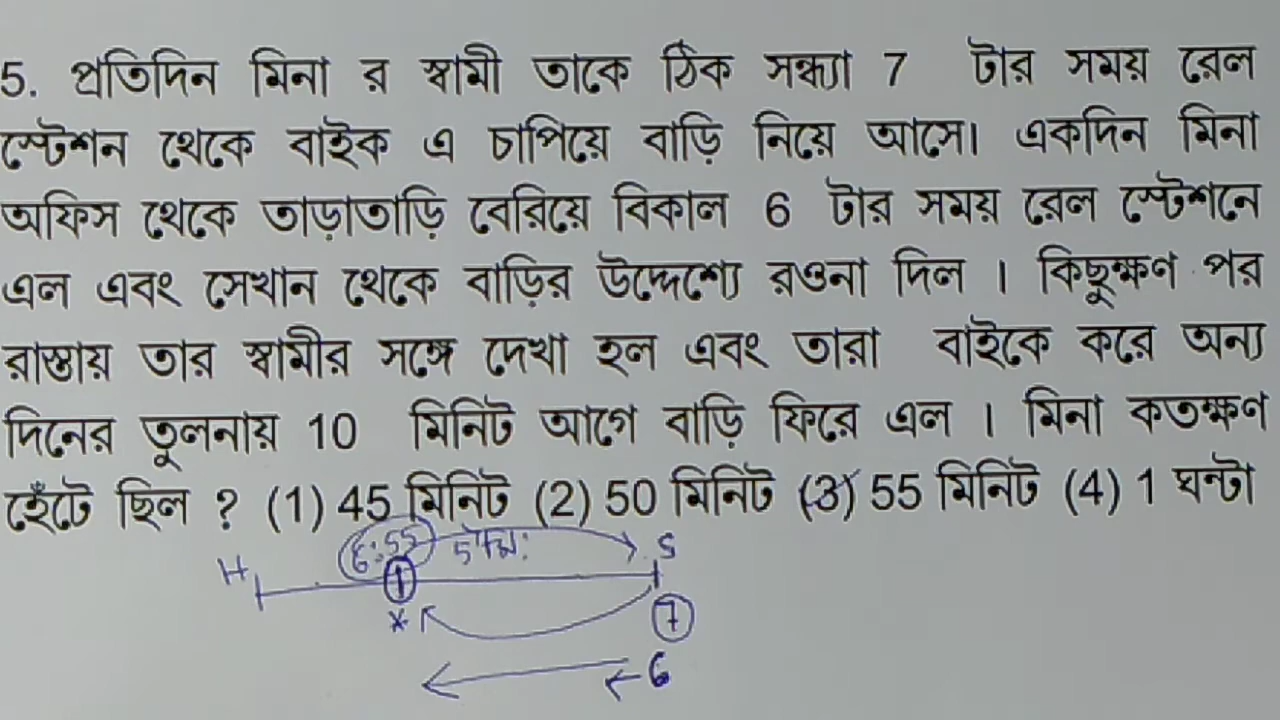 5. প্রতিদিন মিনা র স্বামী তাকে ঠিক সন্ধ্যা 7 টার সময় রেল
স্টেশন থেকে বাইক এ চাপিয়ে বাড়ি নিয়ে আসে। একদিন মিনা
অফিস থেকে তাড়াতাড়ি বেরিয়ে বিকাল 6 টার সময় রেল স্টেশনে
এল এবং সেখান থেকে বাড়ির উদ্দেশ্যে রওনা দিল । কিছুক্ষণ পর
রাস্তায় তার স্বামীর সঙ্গে দেখা হল এবং তারা বাইকে করে অন্য
দিনের তুলনায় 10 মিনিট আগে বাড়ি ফিরে এল । মিনা কতক্ষণ
হেঁটে ছিল ? (1) 45 মিনিট (2) 50 মিনিট (3) 55 মিনিট (4) 1 ঘন্টা
6:55 5 মি: S
H 1
* 7
6